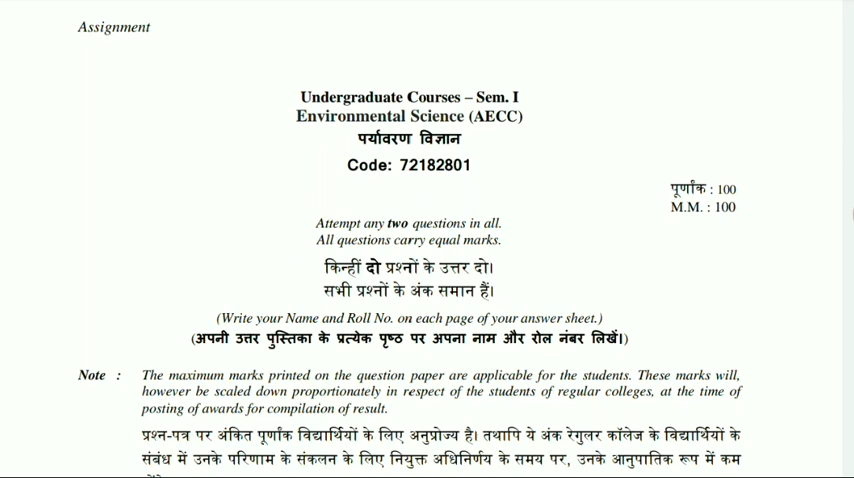 Assignment
Undergraduate Courses – Sem. I
Environmental Science (AECC)
पर्यावरण विज्ञान
Code: 72182801
पूर्णांक : 100
M.M. : 100
Attempt any two questions in all.
All questions carry equal marks.
किन्हीं दो प्रश्नों के उत्तर दो।
सभी प्रश्नों के अंक समान हैं।
(Write your Name and Roll No. on each page of your answer sheet.)
(अपनी उत्तर पुस्तिका के प्रत्येक पृष्ठ पर अपना नाम और रोल नंबर लिखें।)
Note : The maximum marks printed on the question paper are applicable for the students. These marks will,
however be scaled down proportionately in respect of the students of regular colleges, at the time of
posting of awards for compilation of result.
प्रश्न-पत्र पर अंकित पूर्णांक विद्यार्थियों के लिए अनुप्रोज्य है। तथापि ये अंक रेगुलर कॉलेज के विद्यार्थियों के
संबंध में उनके परिणाम के संकलन के लिए नियुक्त अधिनिर्णय के समय पर, उनके आनुपातिक रूप में कम